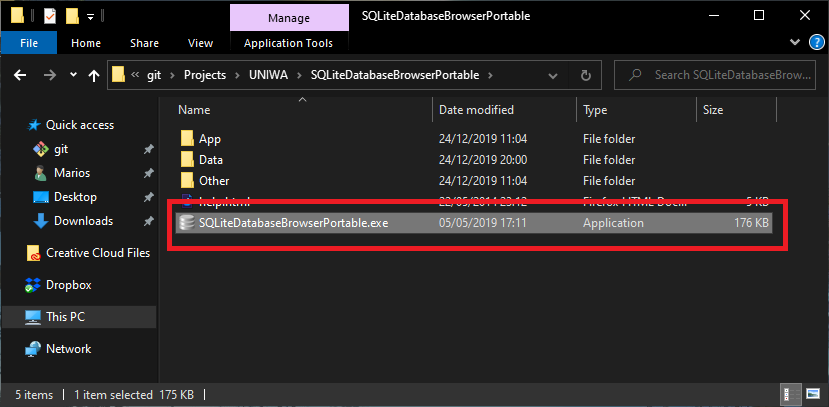 Manage
SQLiteDatabaseBrowserPortable
File Home Share View Application Tools
git Projects UNIWA SQLiteDatabaseBrowserPortable
Search SQLiteDatabaseBrow...
Name Date modified Type Size
Quick access
git
Marios
Desktop
Downloads
Creative Cloud Files
Dropbox
This PC
Network
App 24/12/2019 11:04 File folder
Data 24/12/2019 20:00 File folder
Other 24/12/2019 11:04 File folder
help.html 22/05/2014 23:12 Firefox HTML Doc... 5 KB
SQLiteDatabaseBrowserPortable.exe 05/05/2019 17:11 Application 176 KB
5 items 1 item selected 175 KB